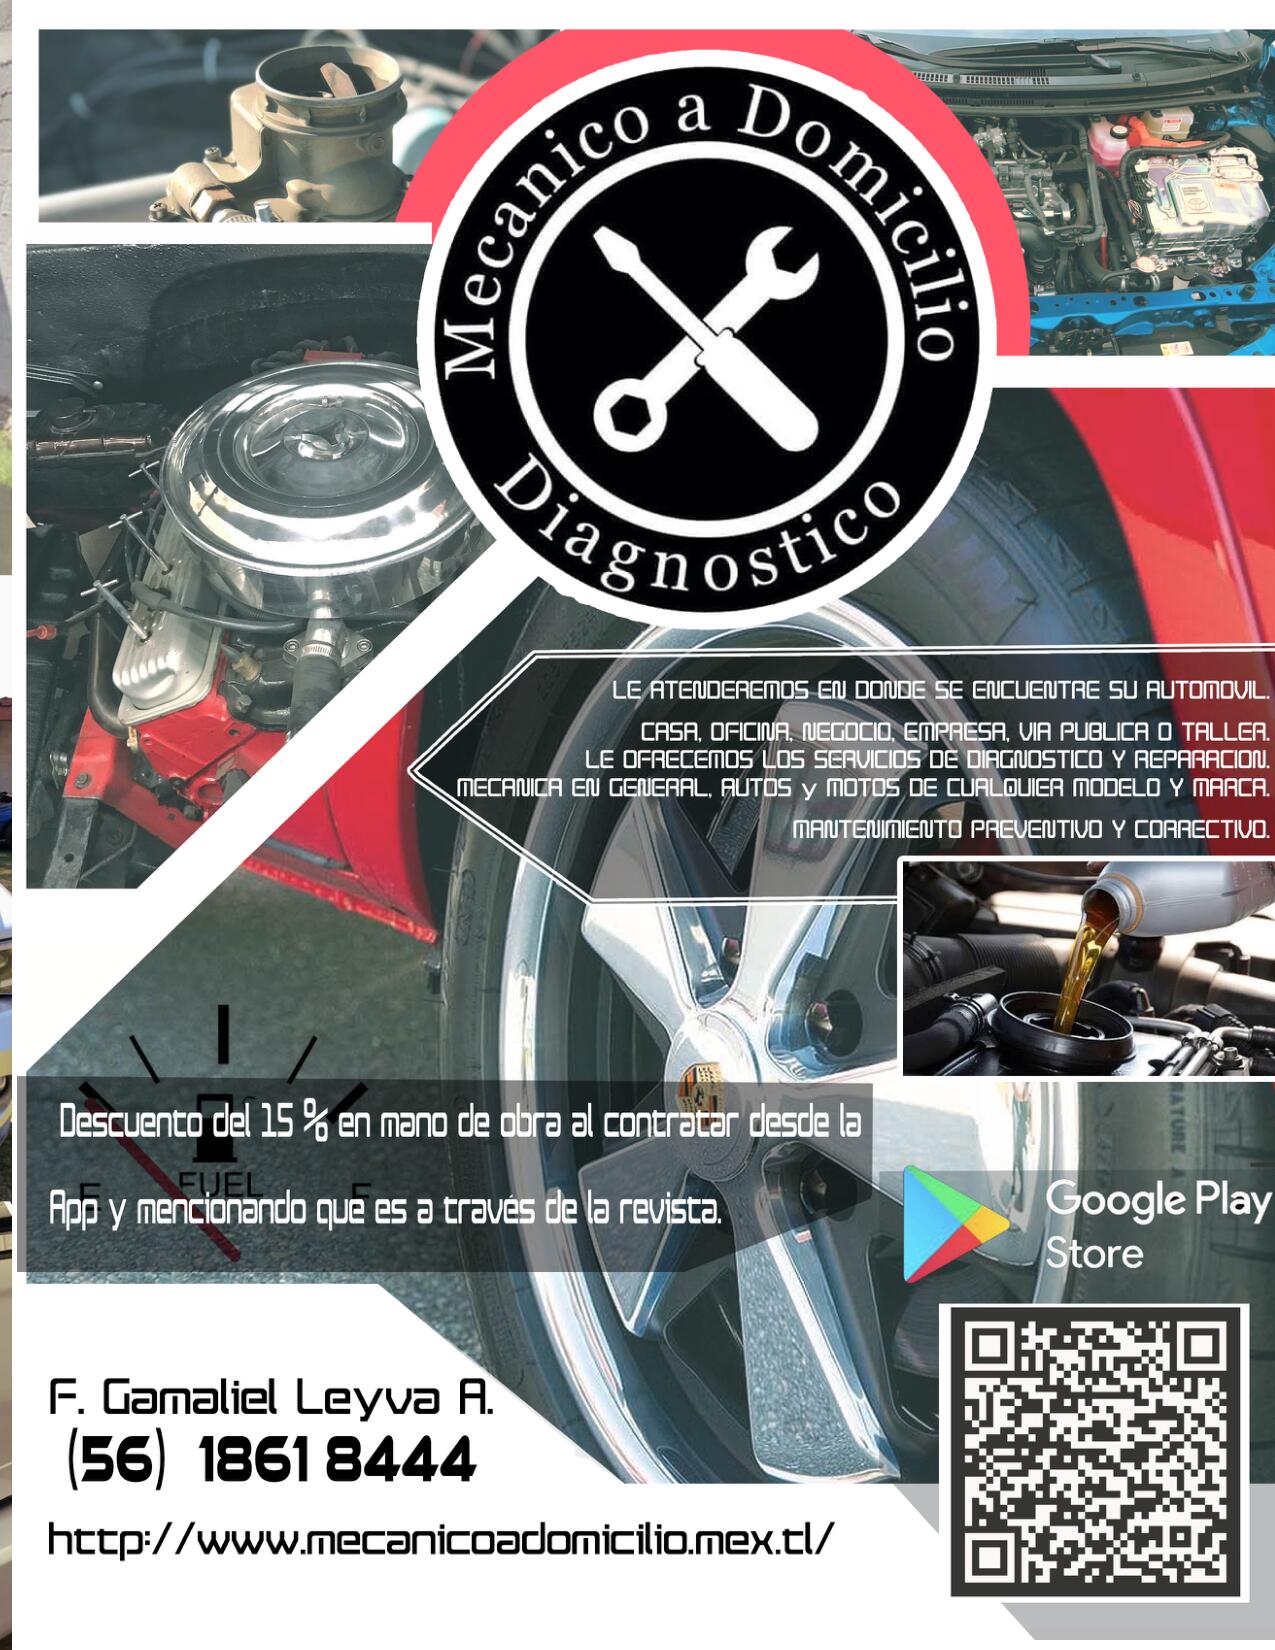 Mecanico a Domicilio
Diagnostico
LE ATENDEREMOS EN DONDE SE ENCUENTRE SU AUTOMOVIL.
CASA, OFICINA, NEGOCIO, EMPRESA, VIA PUBLICA O TALLER.
LE OFRECEMOS LOS SERVICIOS DE DIAGNOSTICO Y REPARACION.
MECANICA EN GENERAL, AUTOS y MOTOS DE CUALQUIER MODELO Y MARCA.
MANTENIMIENTO PREVENTIVO Y CORRECTIVO.
Descuento del 15 % en mano de obra al contratar desde la
App y mencionando que es a través de la revista.
FUEL
E F
Google Play
Store
F. Gamaliel Leyva A.
(56) 1861 8444
http://www.mecanicoadomicilio.mex.tl/